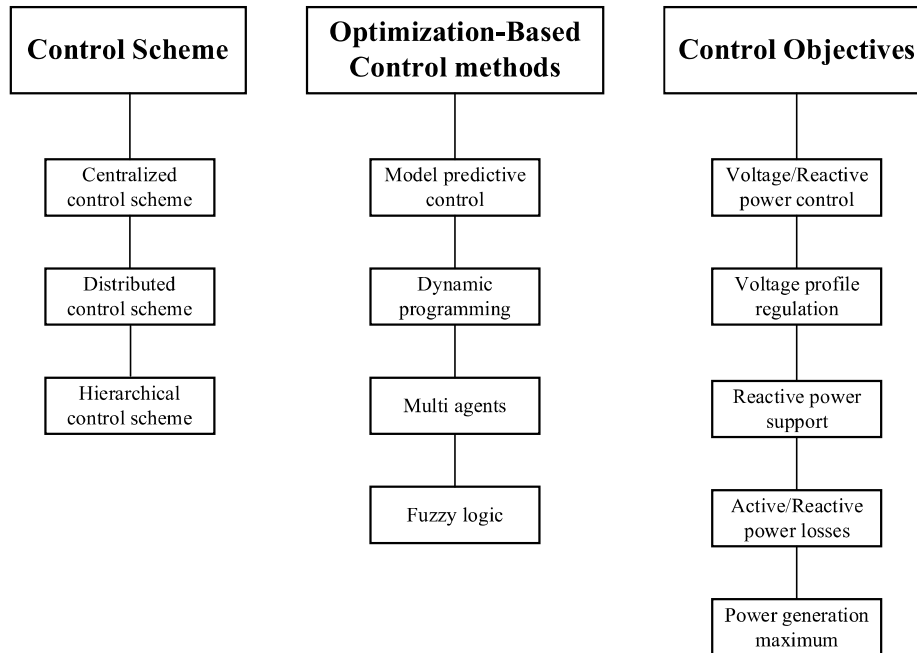 Control Scheme
Centralized
control scheme
Distributed
control scheme
Hierarchical
control scheme
Optimization-Based
Control methods
Model predictive
control
Dynamic
programming
Multi agents
Fuzzy logic
Control Objectives
Voltage/Reactive
power control
Voltage profile
regulation
Reactive power
support
Active/Reactive
power losses
Power generation
maximum